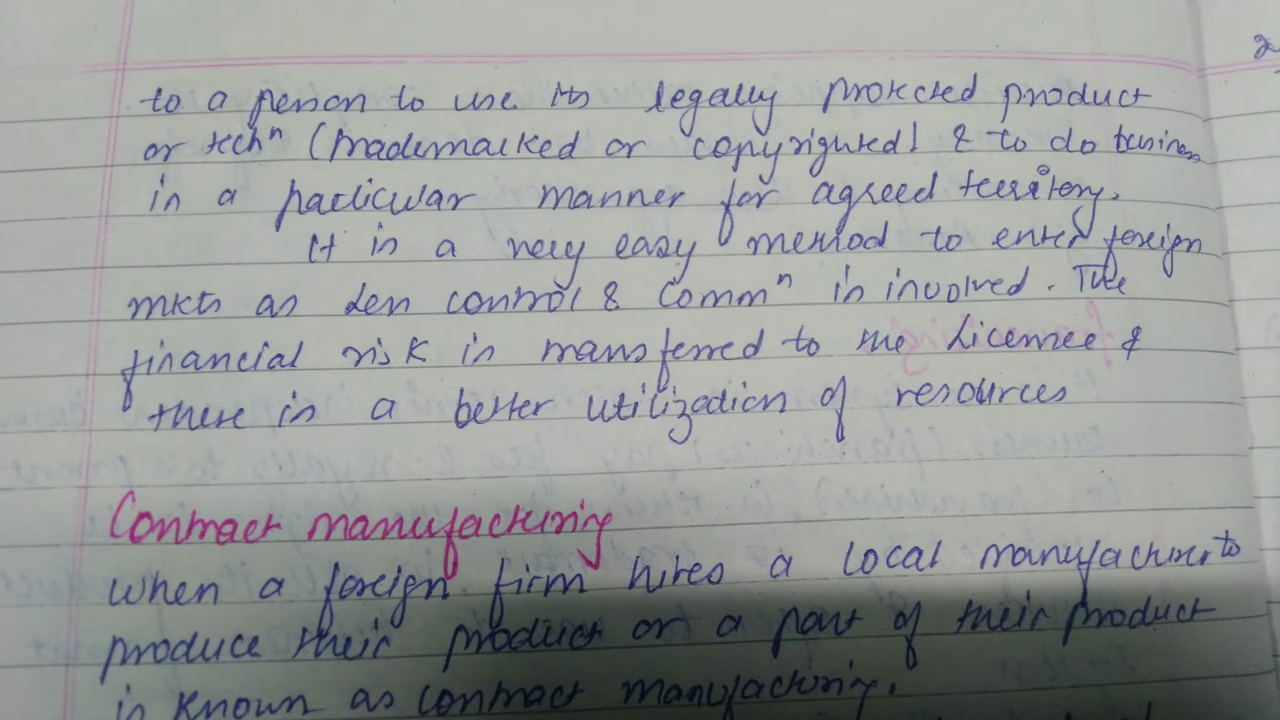 to a person to use its legally protected product
or techⁿ (trademarked or copyrighted) & to do business
in a particular manner for agreed territory.
It is a very easy method to enter foreign
mkts as less control & Commⁿ is involved. The
financial risk is transferred to the Licensee &
there is a better utilization of resources
Contract manufacturing
when a foreign firm hires a local manufacturer to
produce their product or a part of their product
is known as contract manufacturing.